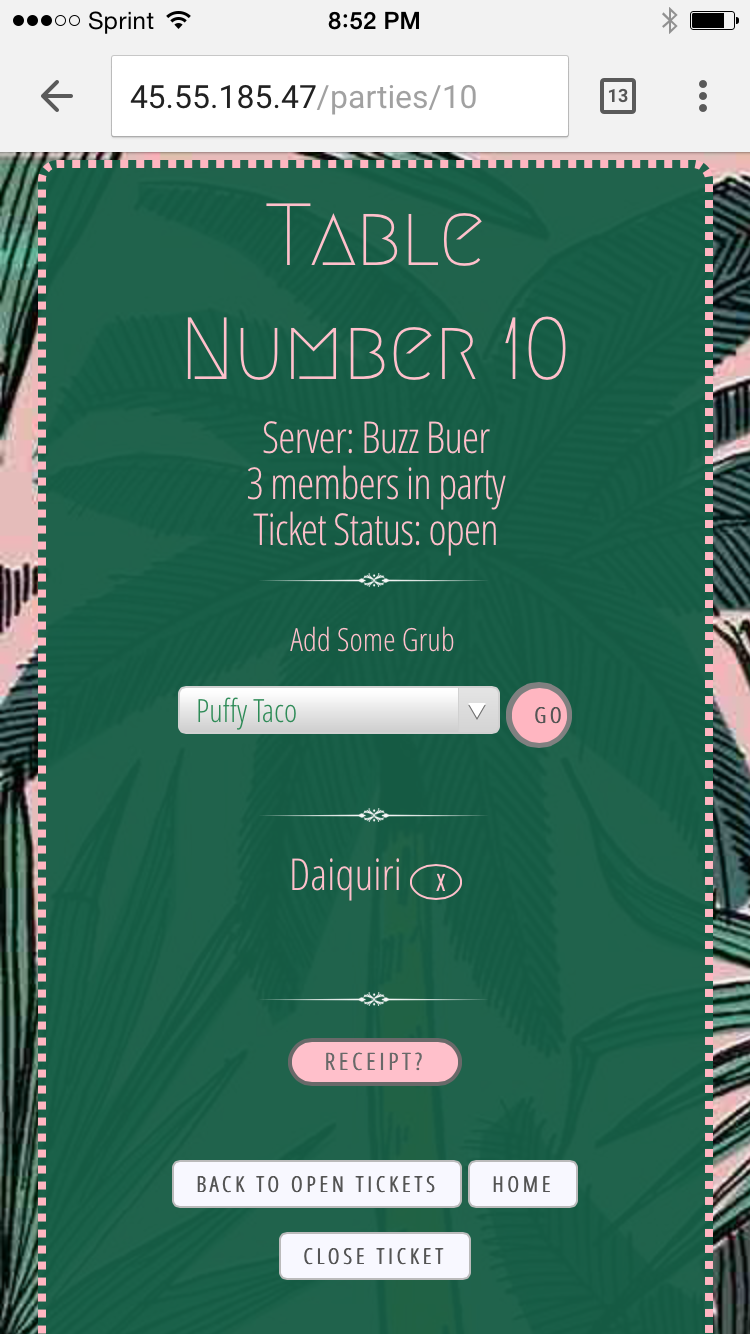 Sprint 8:52 PM
45.55.185.47/parties/10 13
Table
Number 10
Server: Buzz Buer
3 members in party
Ticket Status: open
Add Some Grub
Puffy Taco GO
Daiquiri X
RECEIPT?
BACK TO OPEN TICKETS HOME
CLOSE TICKET